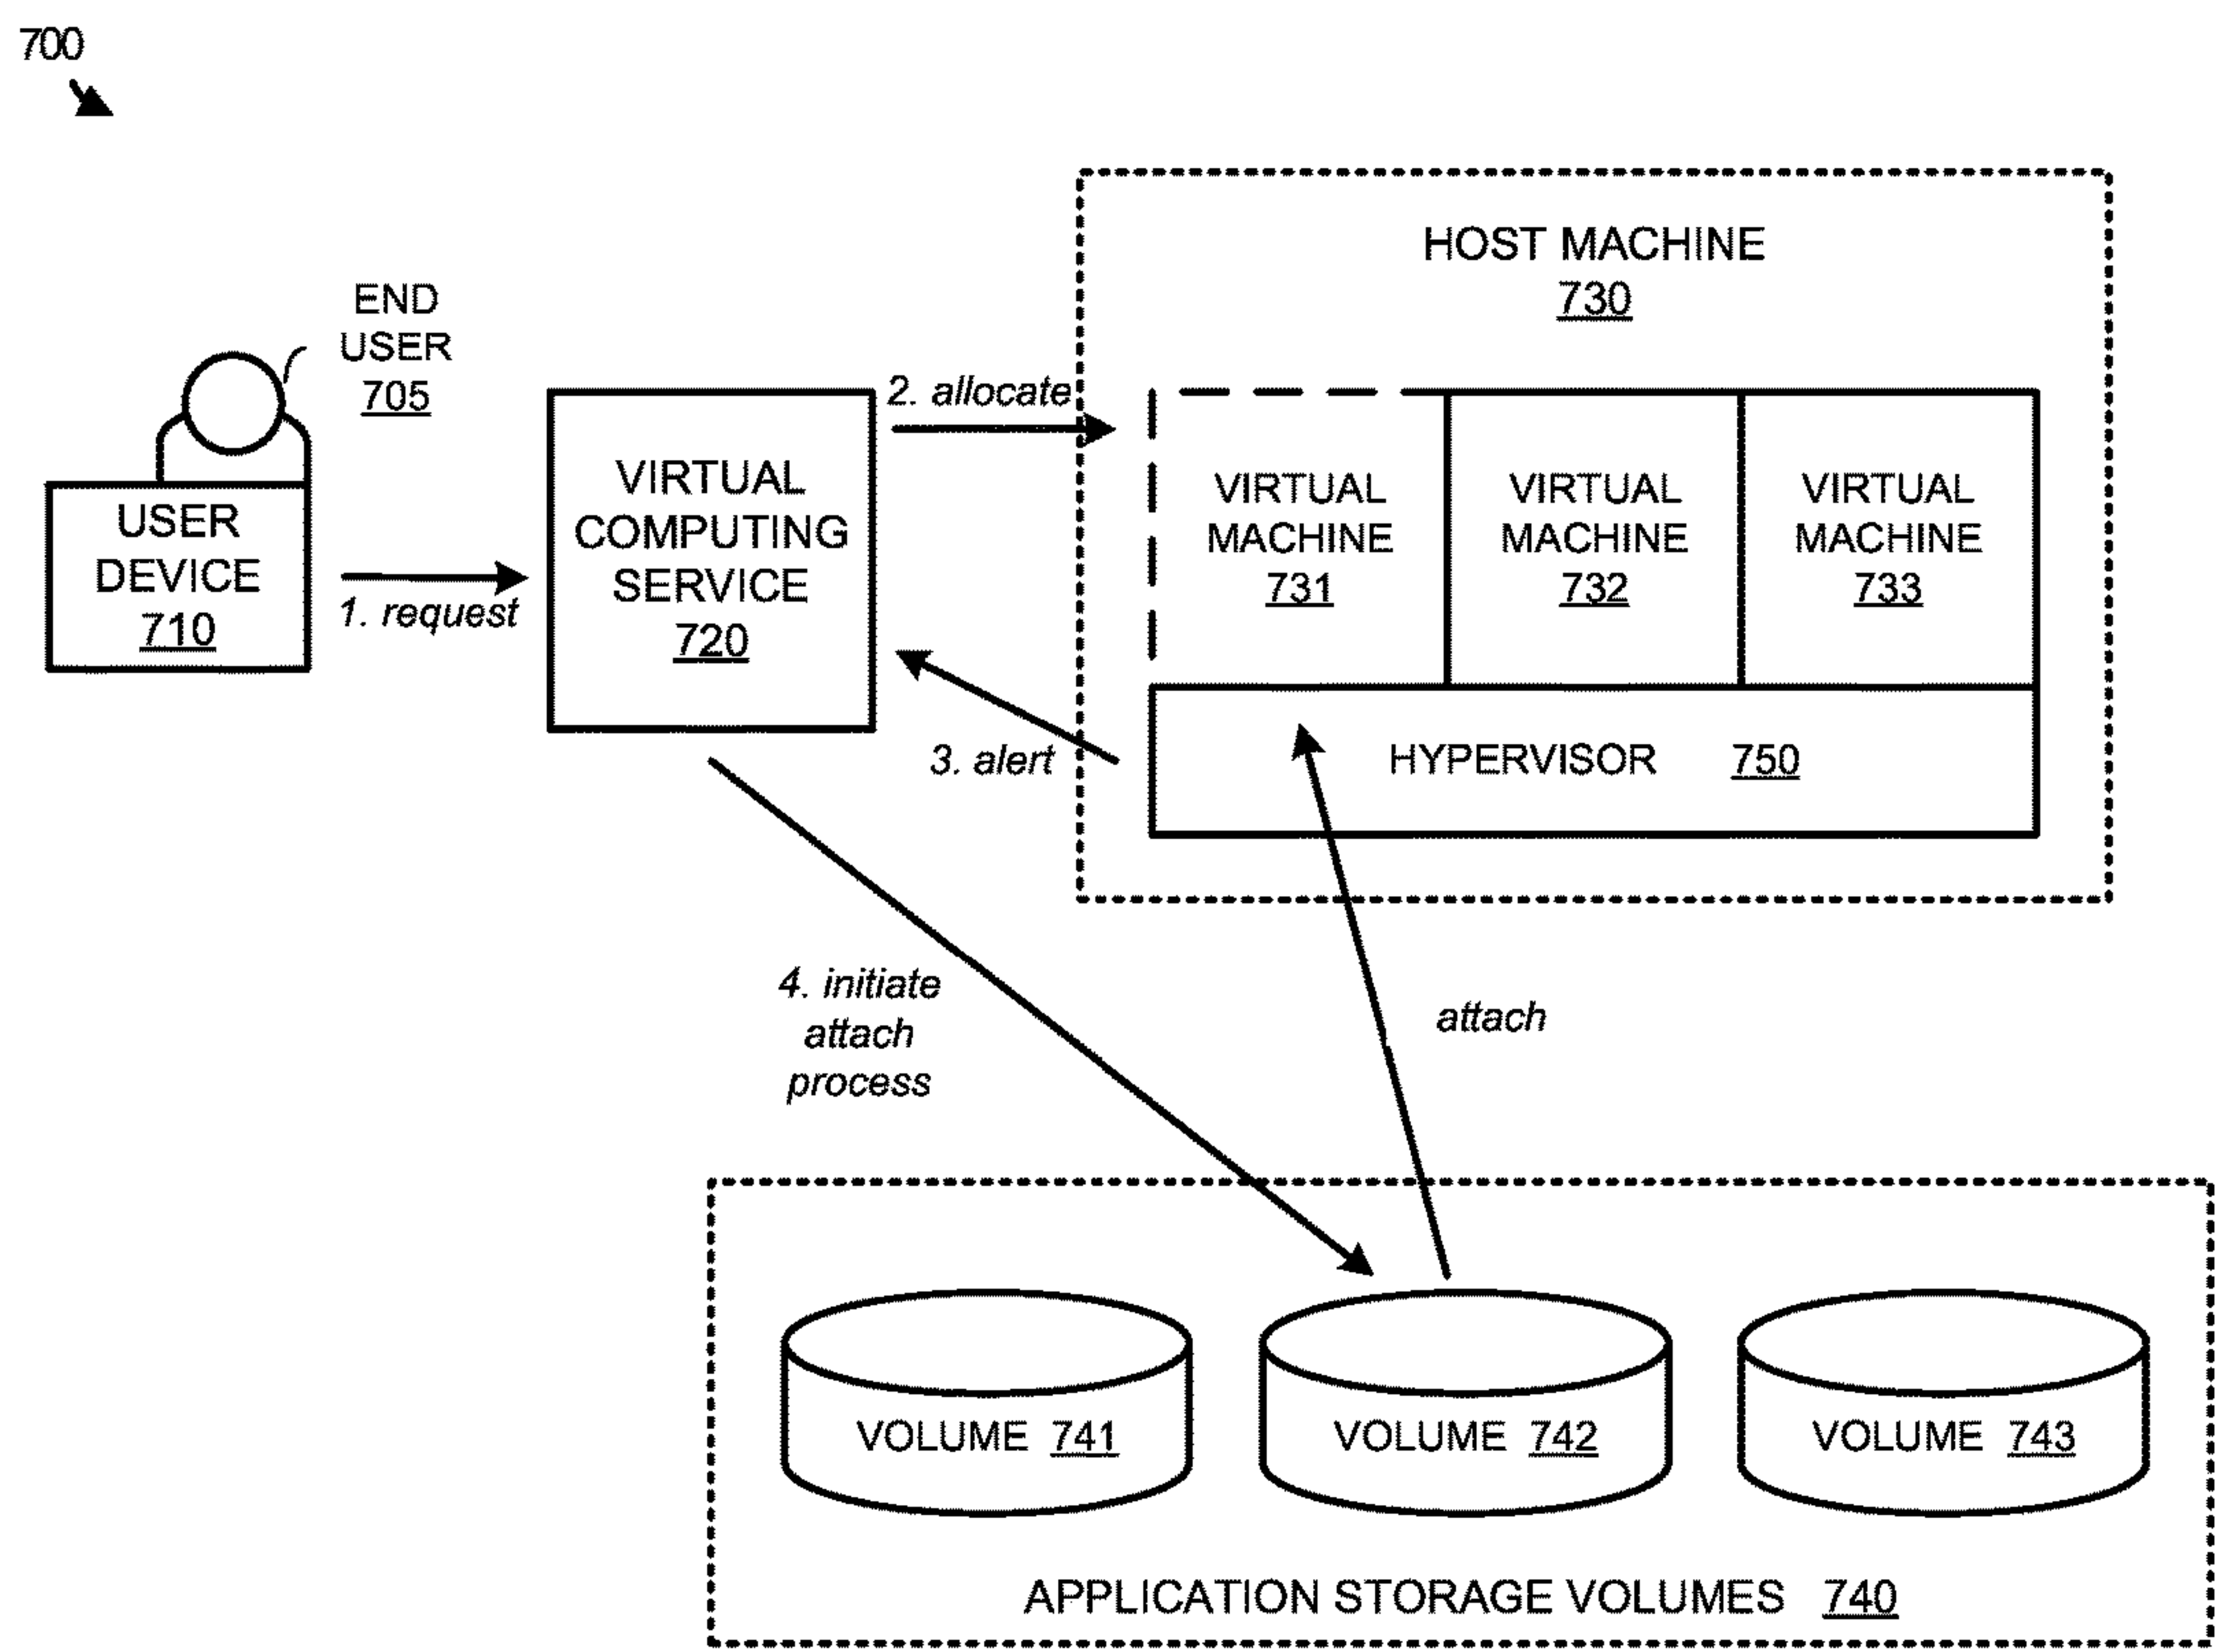 700
END
USER
705
USER
DEVICE
710
1. request
VIRTUAL
COMPUTING
SERVICE
720
2. allocate
3. alert
HOST MACHINE
730
VIRTUAL
MACHINE
731
VIRTUAL
MACHINE
732
VIRTUAL
MACHINE
733
HYPERVISOR 750
4. initiate
attach
process
attach
VOLUME 741
VOLUME 742
VOLUME 743
APPLICATION STORAGE VOLUMES 740